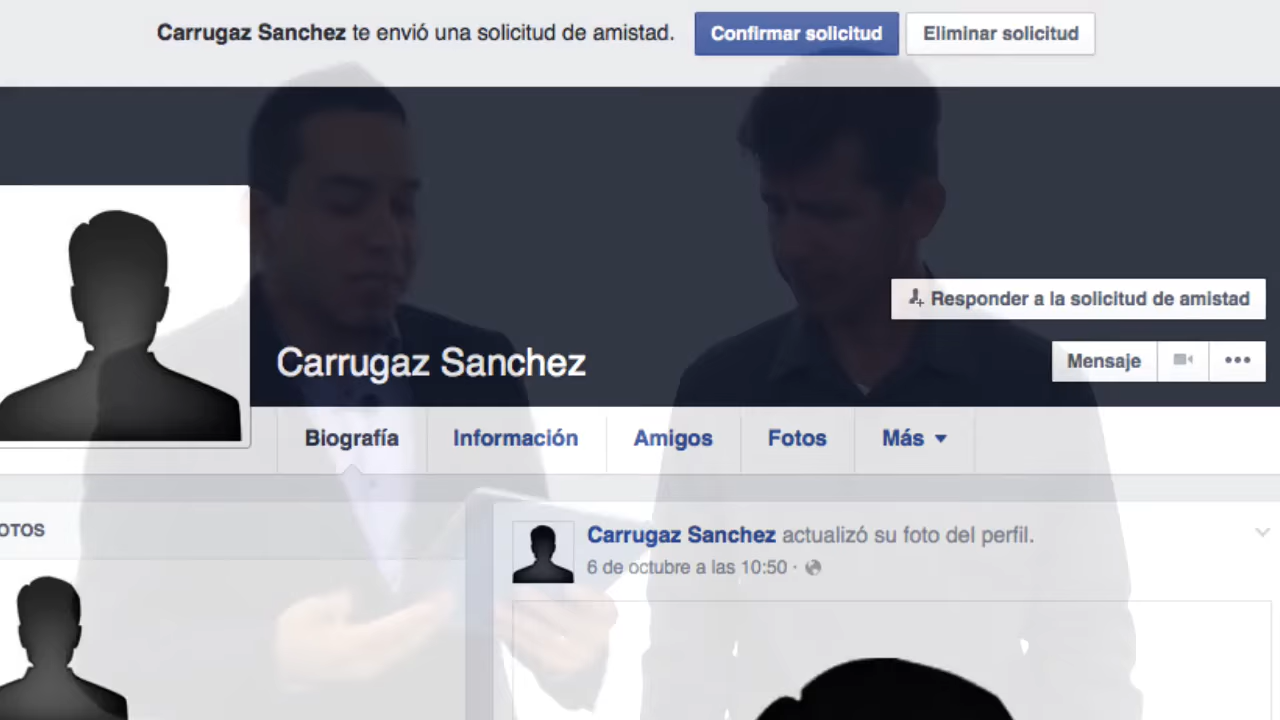 Carrugaz Sanchez te envió una solicitud de amistad.
Confirmar solicitud
Eliminar solicitud
Responder a la solicitud de amistad
Carrugaz Sanchez
Mensaje
Biografía
Información
Amigos
Fotos
Más
OTOS
Carrugaz Sanchez actualizó su foto del perfil.
6 de octubre a las 10:50 ·